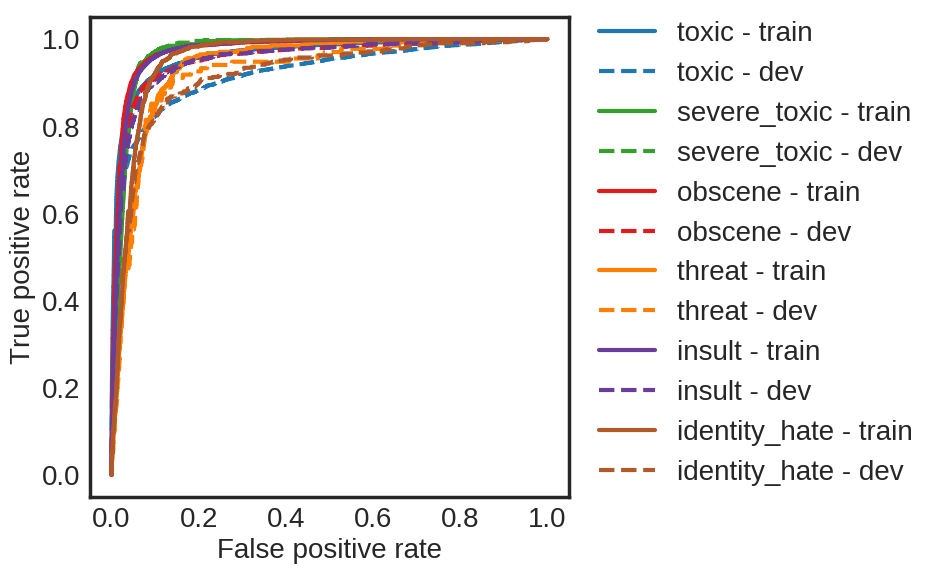 True positive rate
1.0
0.8
0.6
0.4
0.2
0.0
0.0 0.2 0.4 0.6 0.8 1.0
False positive rate
toxic - train
toxic - dev
severe_toxic - train
severe_toxic - dev
obscene - train
obscene - dev
threat - train
threat - dev
insult - train
insult - dev
identity_hate - train
identity_hate - dev